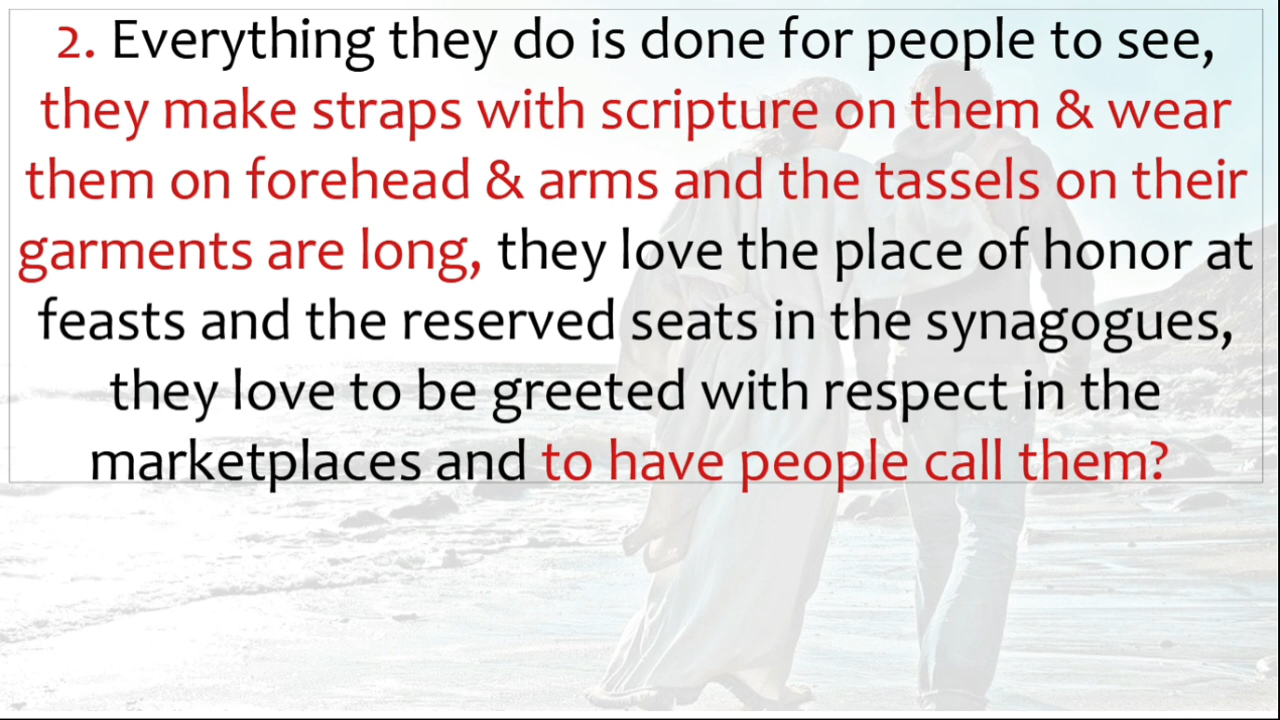 2. Everything they do is done for people to see,
they make straps with scripture on them & wear
them on forehead & arms and the tassels on their
garments are long, they love the place of honor at
feasts and the reserved seats in the synagogues,
they love to be greeted with respect in the
marketplaces and to have people call them?